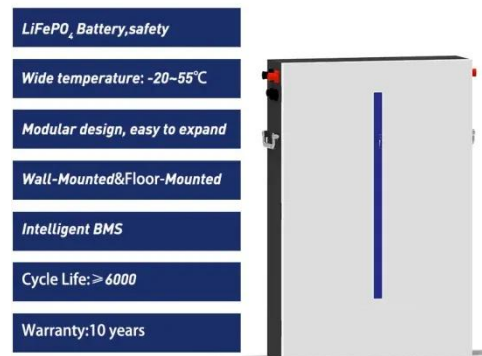 LiFePO₄ Battery,safety
Wide temperature: -20~55℃
Modular design, easy to expand
Wall-Mounted&Floor-Mounted
Intelligent BMS
Cycle Life:≥6000
Warranty:10 years